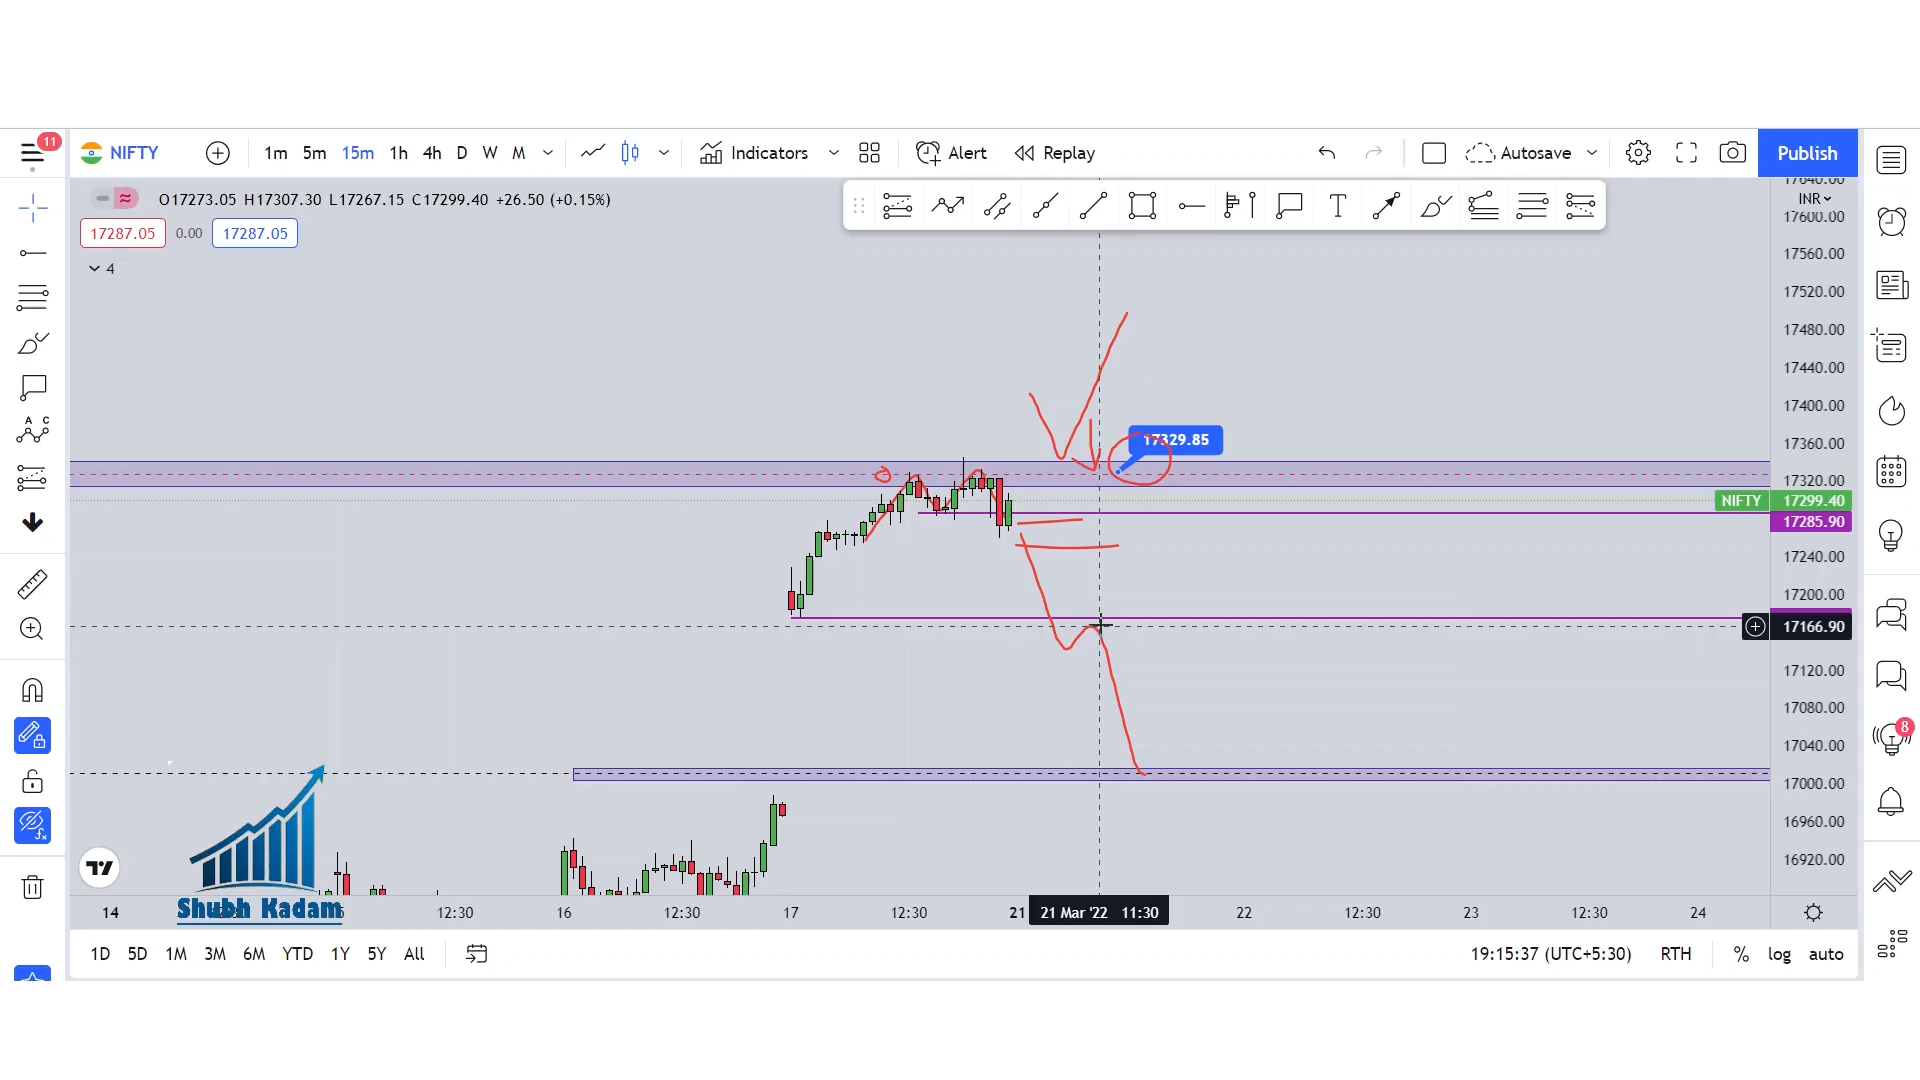 11
NIFTY 1m 5m 15m 1h 4h D W M Indicators Alert Replay Autosave Publish
O17273.05 H17307.30 L17267.15 C17299.40 +26.50 (+0.15%)
T
17640.00
INR
17600.00
17287.05 0.00 17287.05
17560.00
4
17520.00
17480.00
17440.00
17400.00
A C
17329.85
17360.00
17320.00
NIFTY 17299.40
17285.90
17240.00
17200.00
17166.90
17120.00
17080.00
8
17040.00
17000.00
16960.00
16920.00
Shubh Kadam
14 12:30 16 12:30 17 12:30 21 21 Mar '22 11:30 22 12:30 23 12:30 24
1D 5D 1M 3M 6M YTD 1Y 5Y All 19:15:37 (UTC+5:30) RTH % log auto